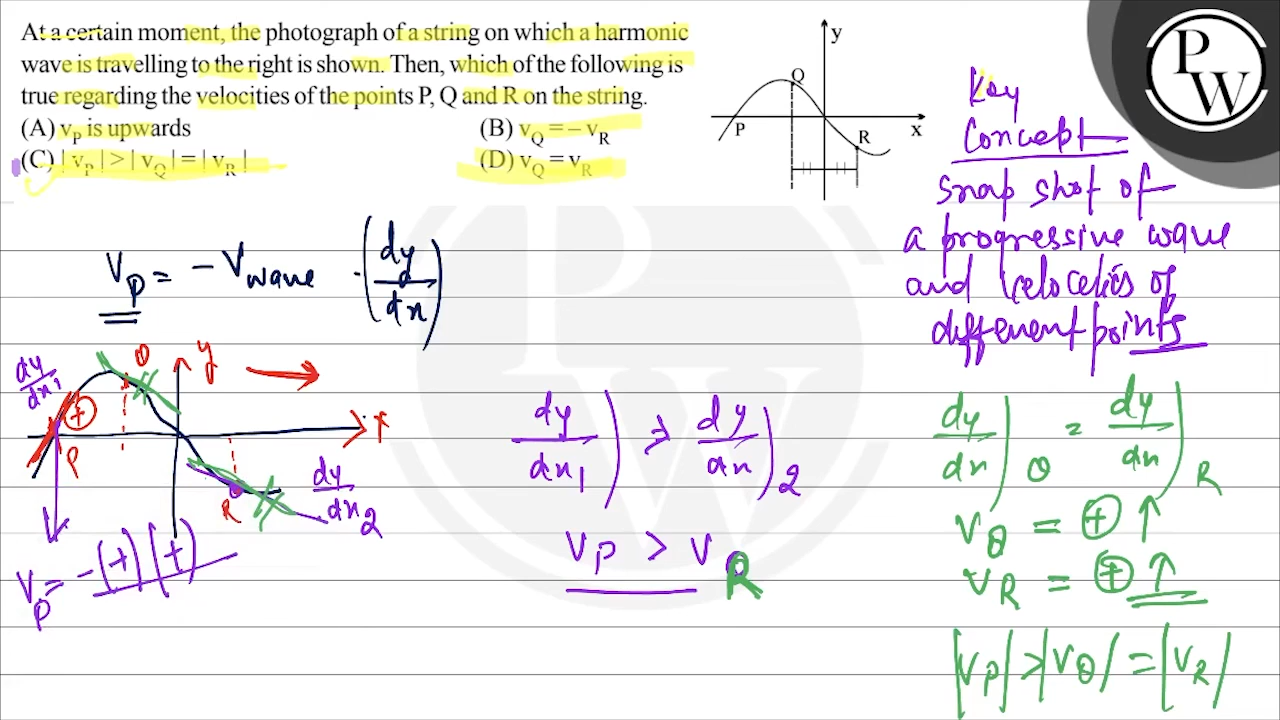 At a certain moment, the photograph of a string on which a harmonic
wave is travelling to the right is shown. Then, which of the following is
true regarding the velocities of the points P, Q and R on the string.
(A) vP is upwards (B) vQ = – vR
(C) | vP | > | vQ | = | vR | (D) vQ = vR
y
Q
P
R
x
P
W
Key
Concept
Snap shot of
a progressive wave
and velocities of
different points
VP = - Vwave . (dy/dx)
dy/dx1
+
P
Q
y
x
R
dy/dx2
VP = -(+)(+)
dy/dx1) > dy/dx)2
VP > VR
dy/dx)Q = dy/dx)R
VQ = + ↑
VR = + ↑
|VP| > |VQ| = |VR|
PW